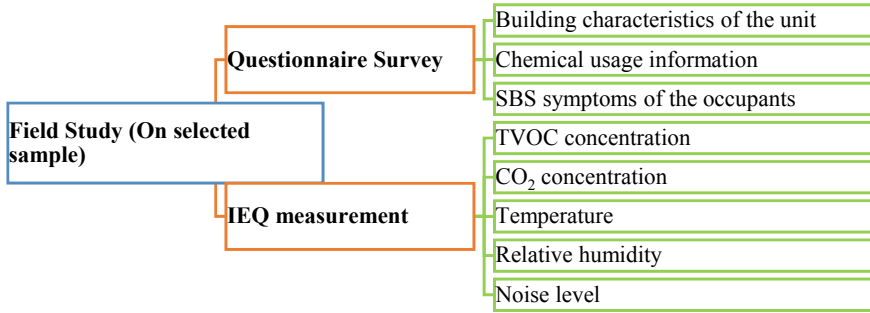 Field Study (On selected
sample)
Questionnaire Survey
Building characteristics of the unit
Chemical usage information
SBS symptoms of the occupants
IEQ measurement
TVOC concentration
CO₂ concentration
Temperature
Relative humidity
Noise level